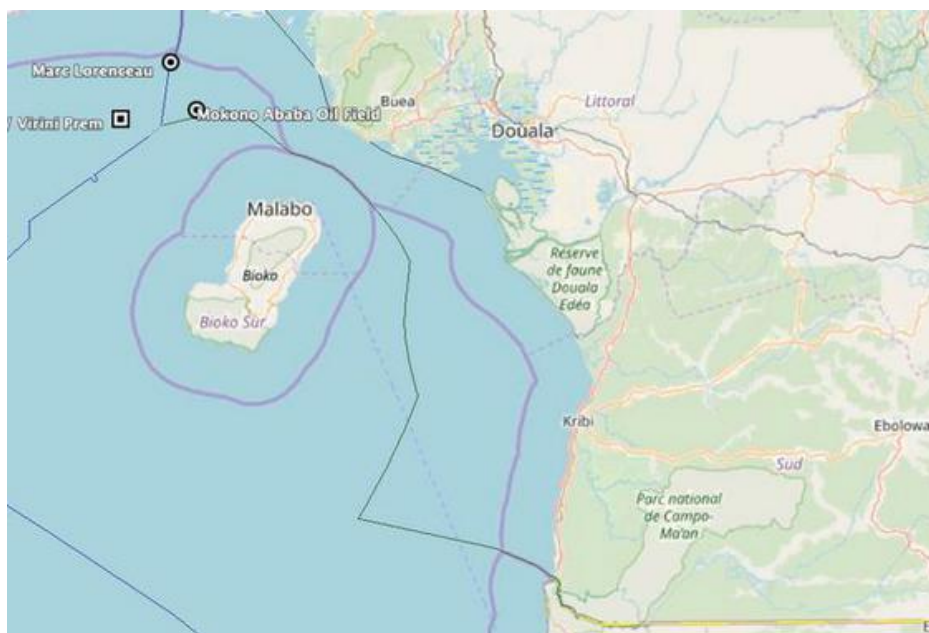 Marc Lorenceau
Mokono Ababa Oil Field
/ Virini Prem
Buea
Littoral
Douala
Malabo
Bioko
Bioko Sur
Réserve
de faune
Douala
Edéa
Kribi
Ebolowa
Sud
Parc national
de Campo-
Ma'an
E